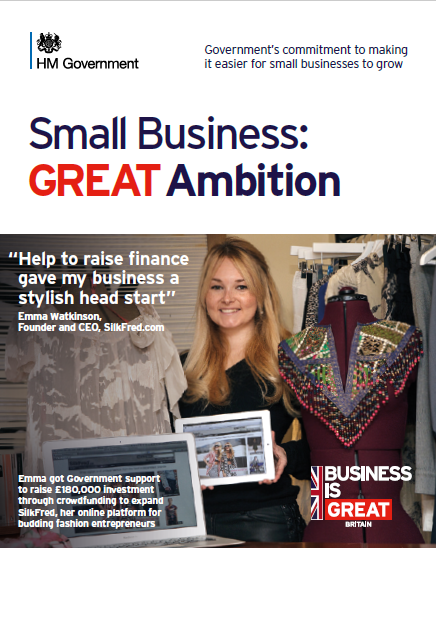 HM Government
Government's commitment to making
it easier for small businesses to grow
Small Business:
GREAT Ambition
“Help to raise finance
gave my business a
stylish head start”
Emma Watkinson,
Founder and CEO, SilkFred.com
Emma got Government support
to raise £180,000 investment
through crowdfunding to expand
SilkFred, her online platform for
budding fashion entrepreneurs
BUSINESS
IS
GREAT
BRITAIN